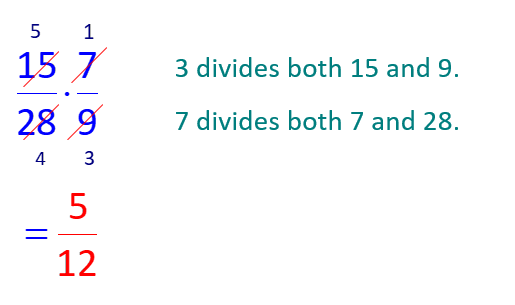 5 1
15/28 · 7/9
4 3
3 divides both 15 and 9.
7 divides both 7 and 28.
= 5/12